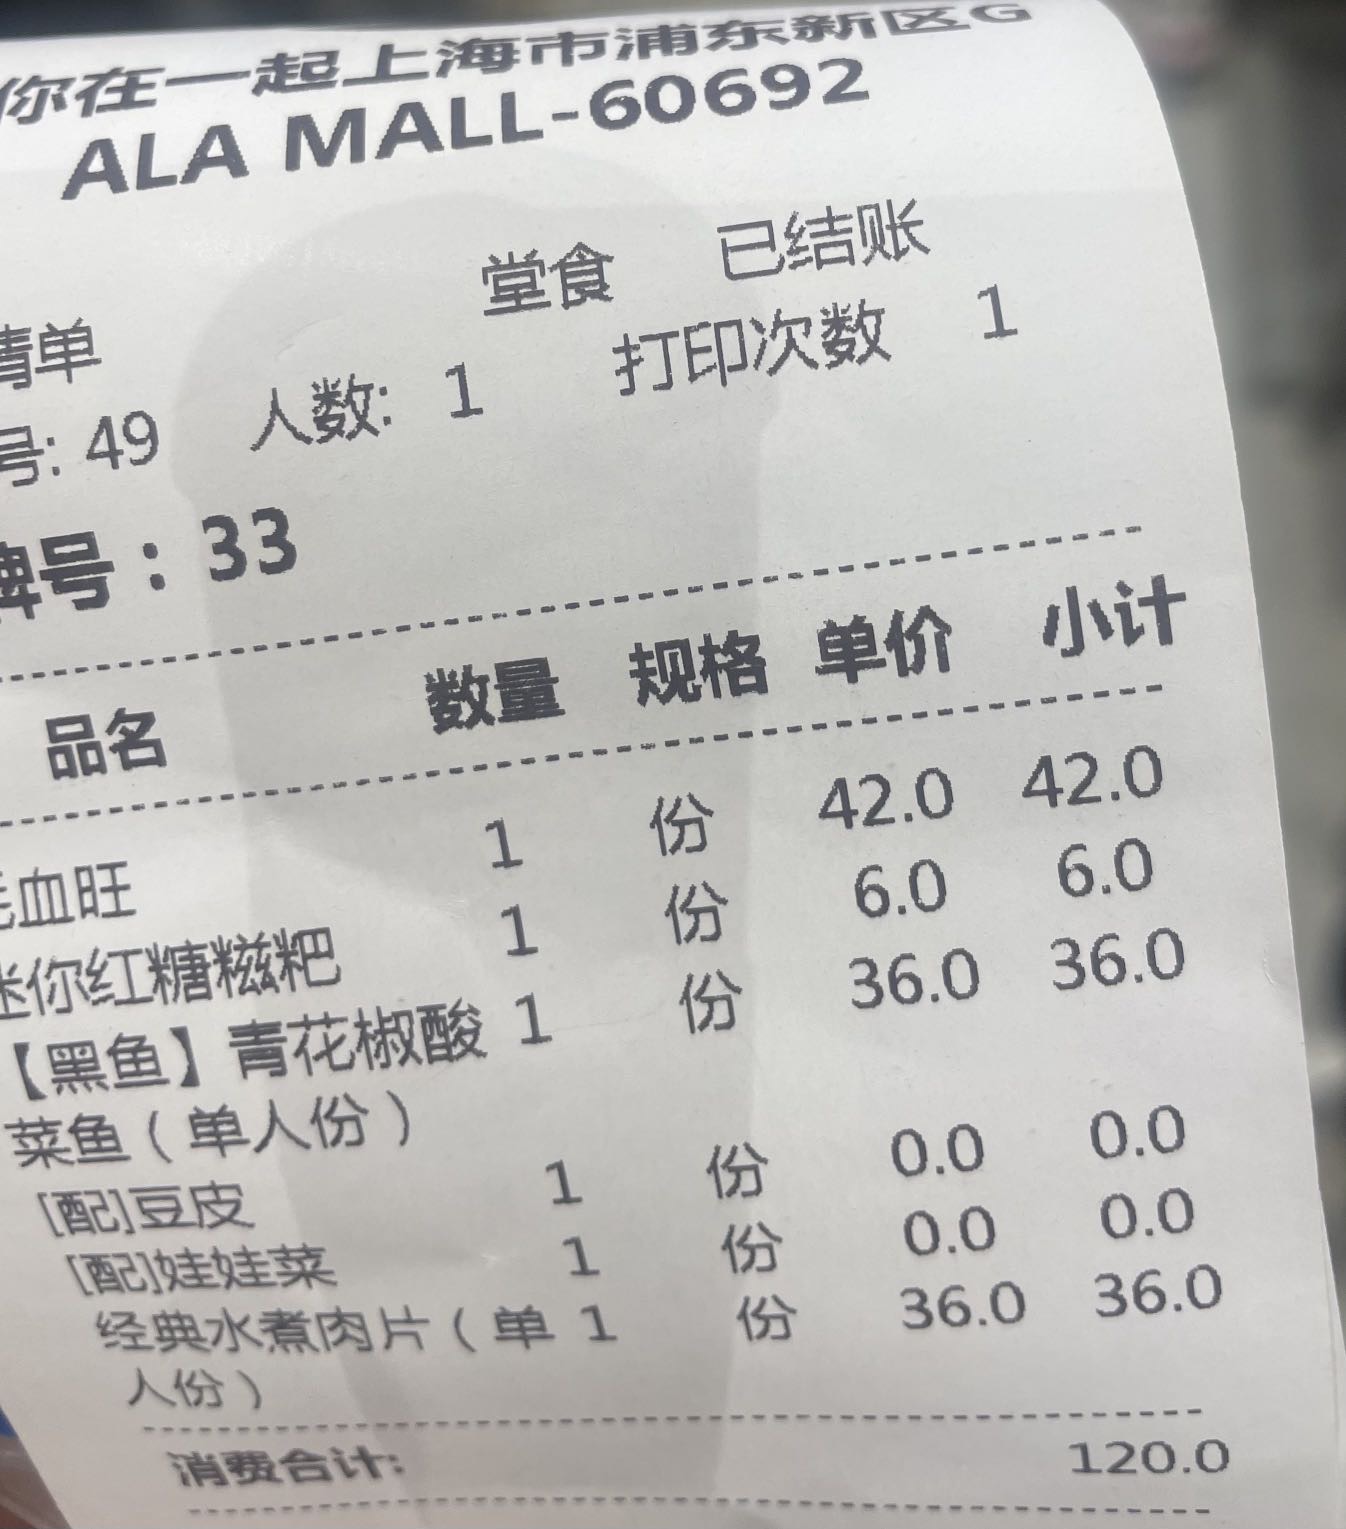 你在一起上海市浦东新区G
ALA MALL-60692
堂食 已结账
清单 打印次数 1
号: 49 人数: 1
牌号：33
品名 数量 规格 单价 小计
毛血旺 1 份 42.0 42.0
迷你红糖糍粑 1 份 6.0 6.0
【黑鱼】青花椒酸 1 份 36.0 36.0
菜鱼（单人份）
[配]豆皮 1 份 0.0 0.0
[配]娃娃菜 1 份 0.0 0.0
经典水煮肉片（单 1 份 36.0 36.0
人份）
消费合计: 120.0